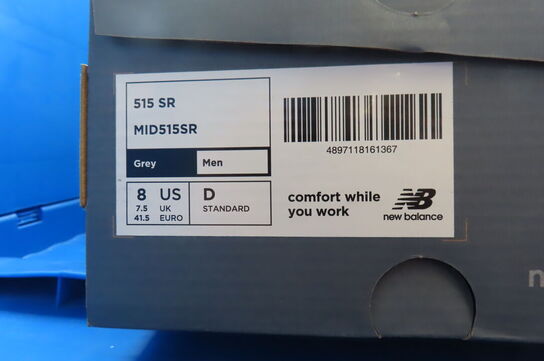 515 SR
MID515SR
Grey Men
8 US
7.5 UK
41.5 EURO
D
STANDARD
4897118161367
comfort while
you work
NB
new balance
n